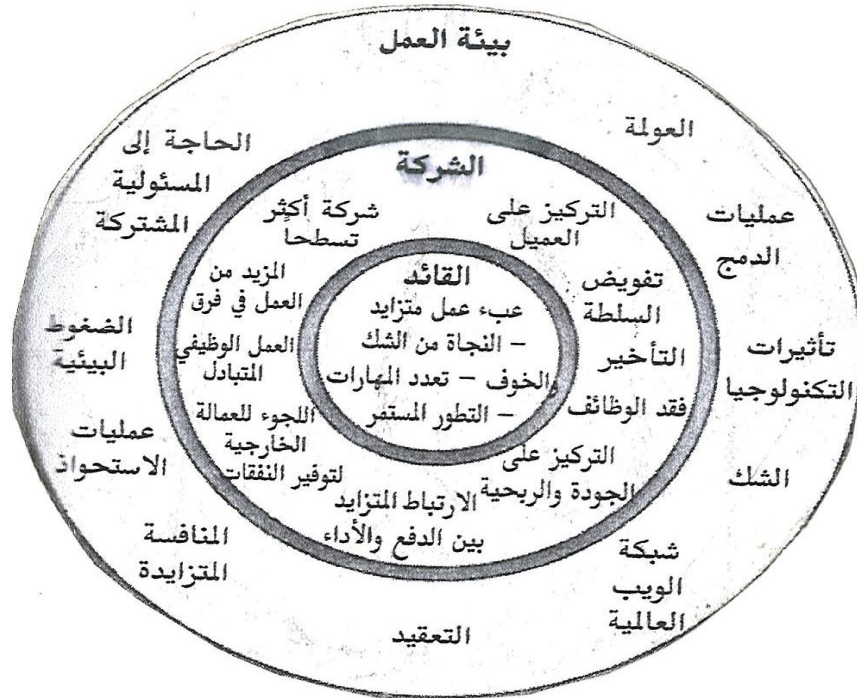 بيئة العمل
العولمة
عمليات
الدمج
تأثيرات
التكنولوجيا
الشك
شبكة
الويب
العالمية
التعقيد
المنافسة
المتزايدة
عمليات
الاستحواذ
الضغوط
البيئية
الحاجة إلى
المسئولية
المشتركة
الشركة
التركيز على
العميل
تفويض
السلطة
التأخير
فقد الوظائف
التركيز على
الجودة والربحية
الارتباط المتزايد
بين الدفع والأداء
اللجوء للعمالة
الخارجية
لتوفير النفقات
العمل الوظيفي
المتبادل
المزيد من
العمل في فرق
شركة أكثر
تسطحاً
القائد
عبء عمل متزايد
– النجاة من الشك
والخوف – تعدد المهارات
– التطور المستمر